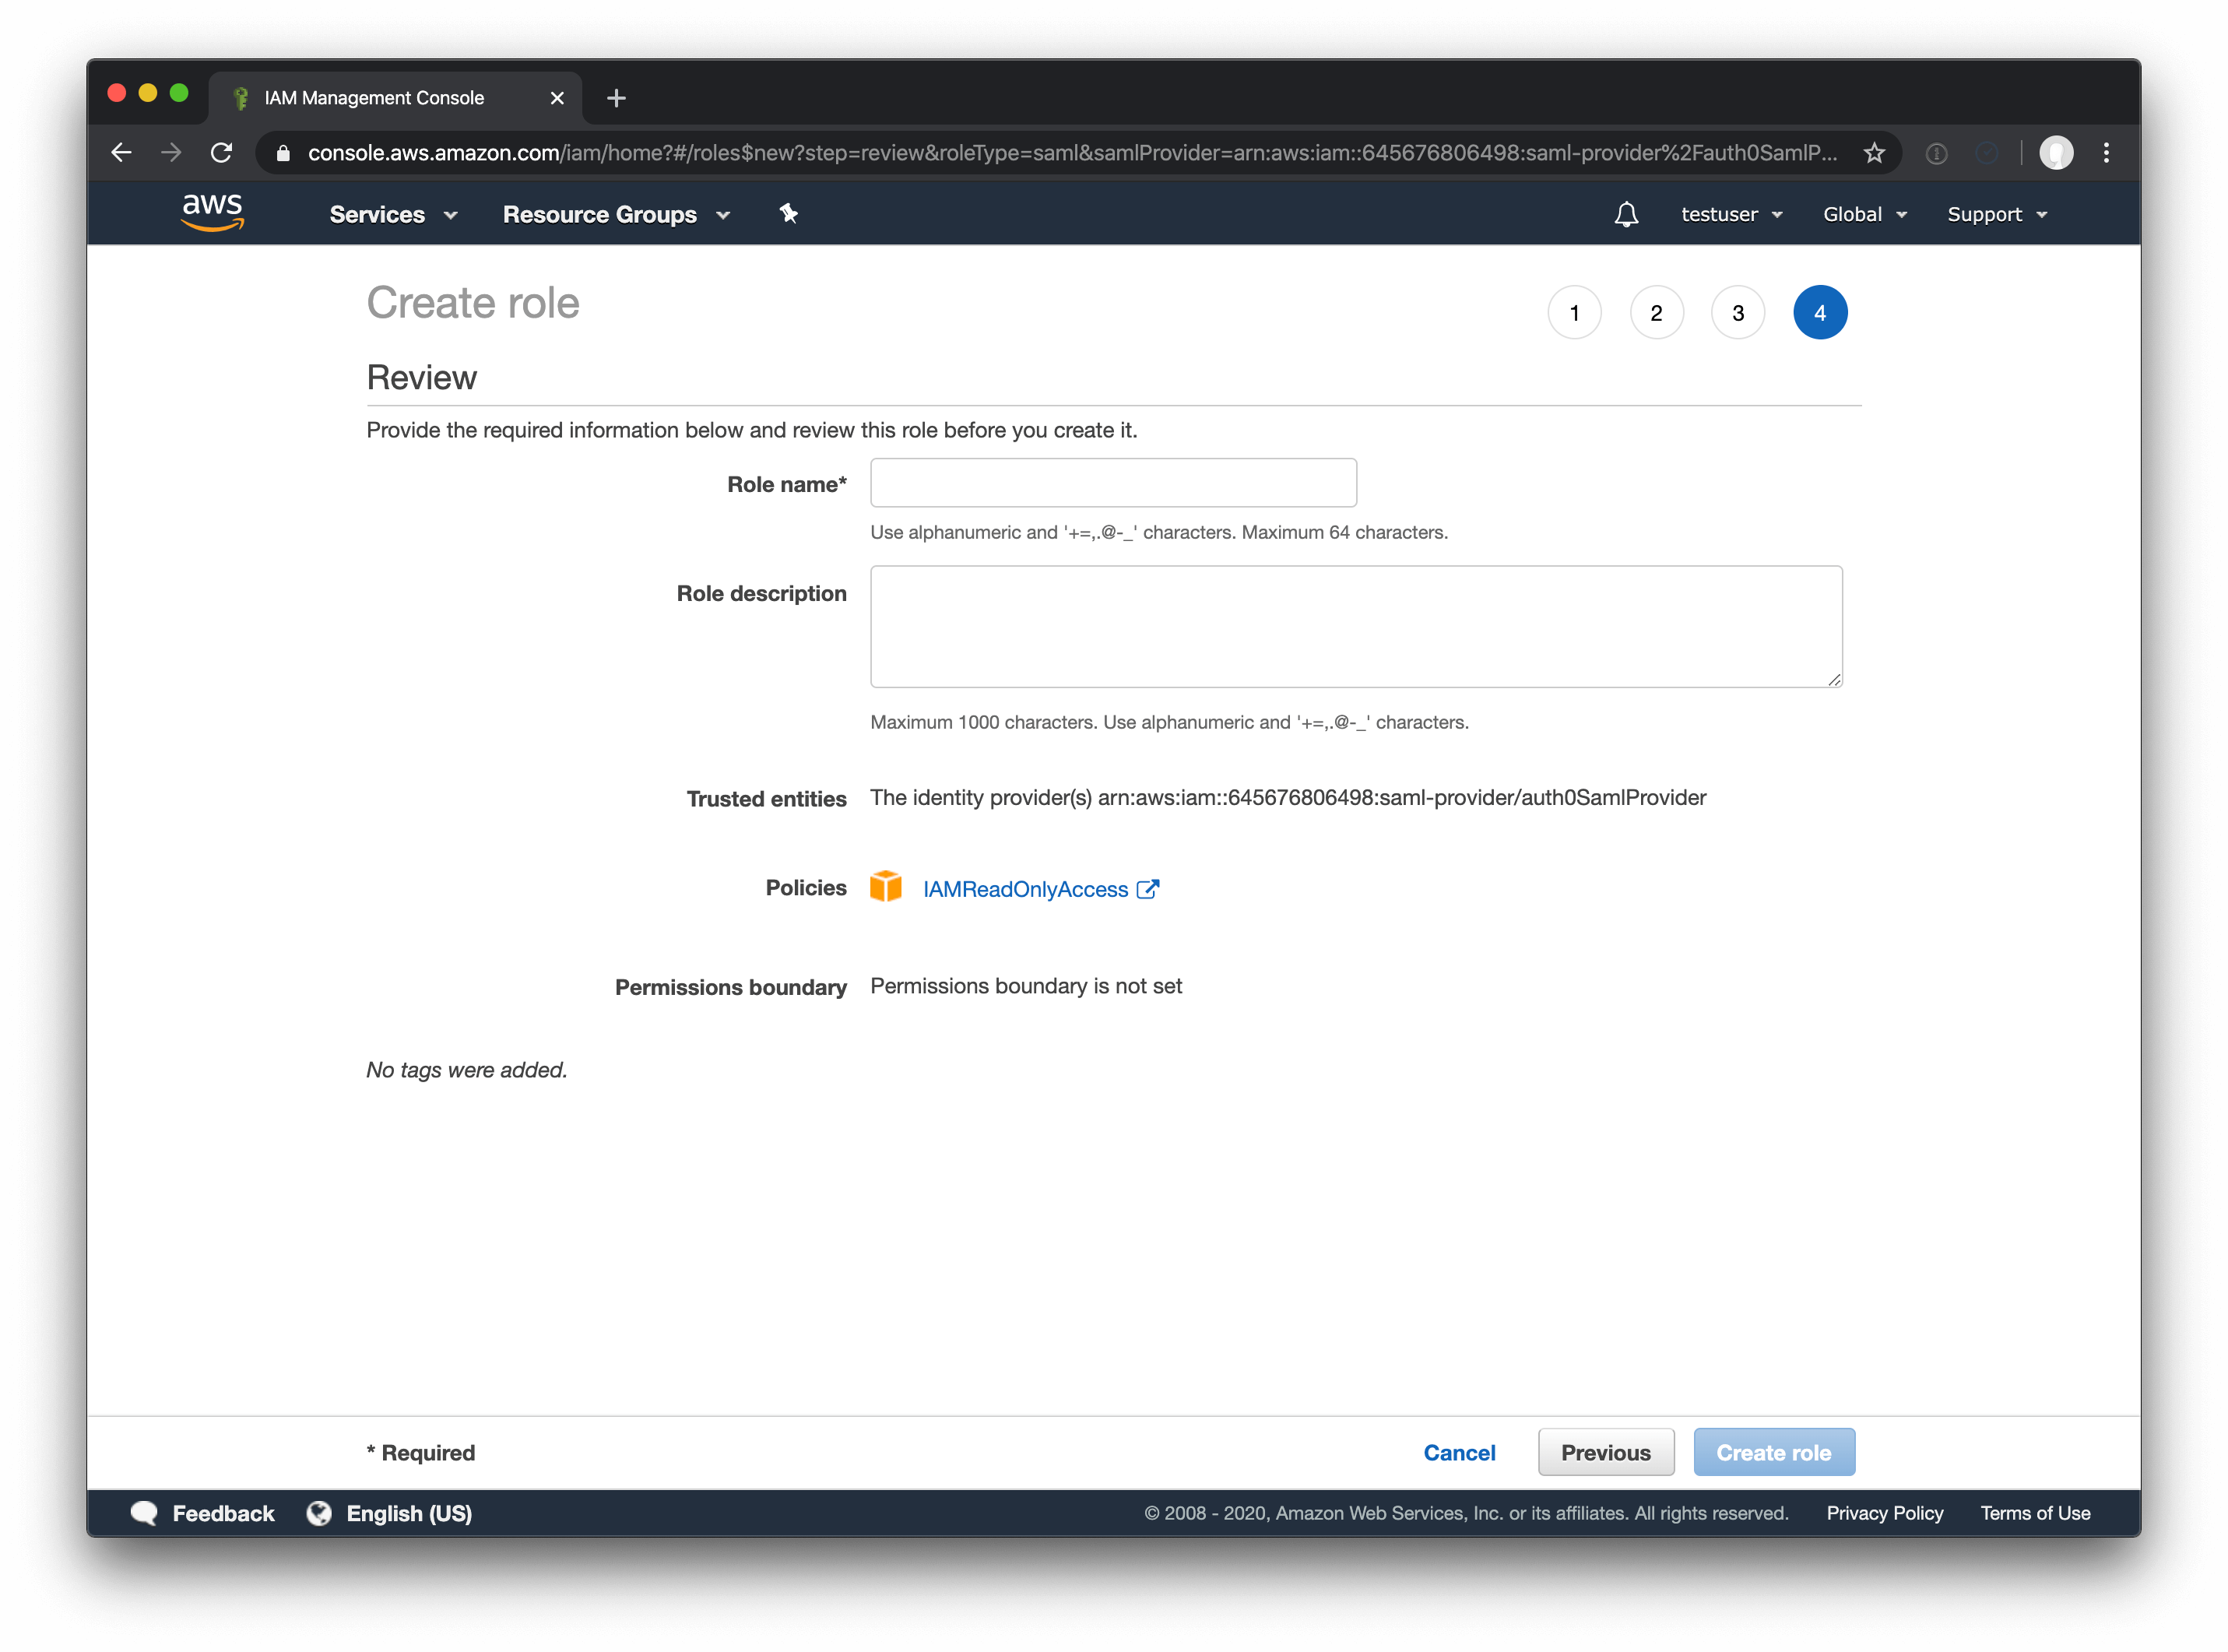 IAM Management Console
console.aws.amazon.com/iam/home?#/roles$new?step=review&roleType=saml&samlProvider=arn:aws:iam::645676806498:saml-provider%2Fauth0SamlP...
aws Services Resource Groups testuser Global Support
Create role 1 2 3 4
Review
Provide the required information below and review this role before you create it.
Role name*
Use alphanumeric and '+=,.@-_' characters. Maximum 64 characters.
Role description
Maximum 1000 characters. Use alphanumeric and '+=,.@-_' characters.
Trusted entities The identity provider(s) arn:aws:iam::645676806498:saml-provider/auth0SamlProvider
Policies IAMReadOnlyAccess
Permissions boundary Permissions boundary is not set
No tags were added.
* Required Cancel Previous Create role
Feedback English (US) © 2008 - 2020, Amazon Web Services, Inc. or its affiliates. All rights reserved. Privacy Policy Terms of Use